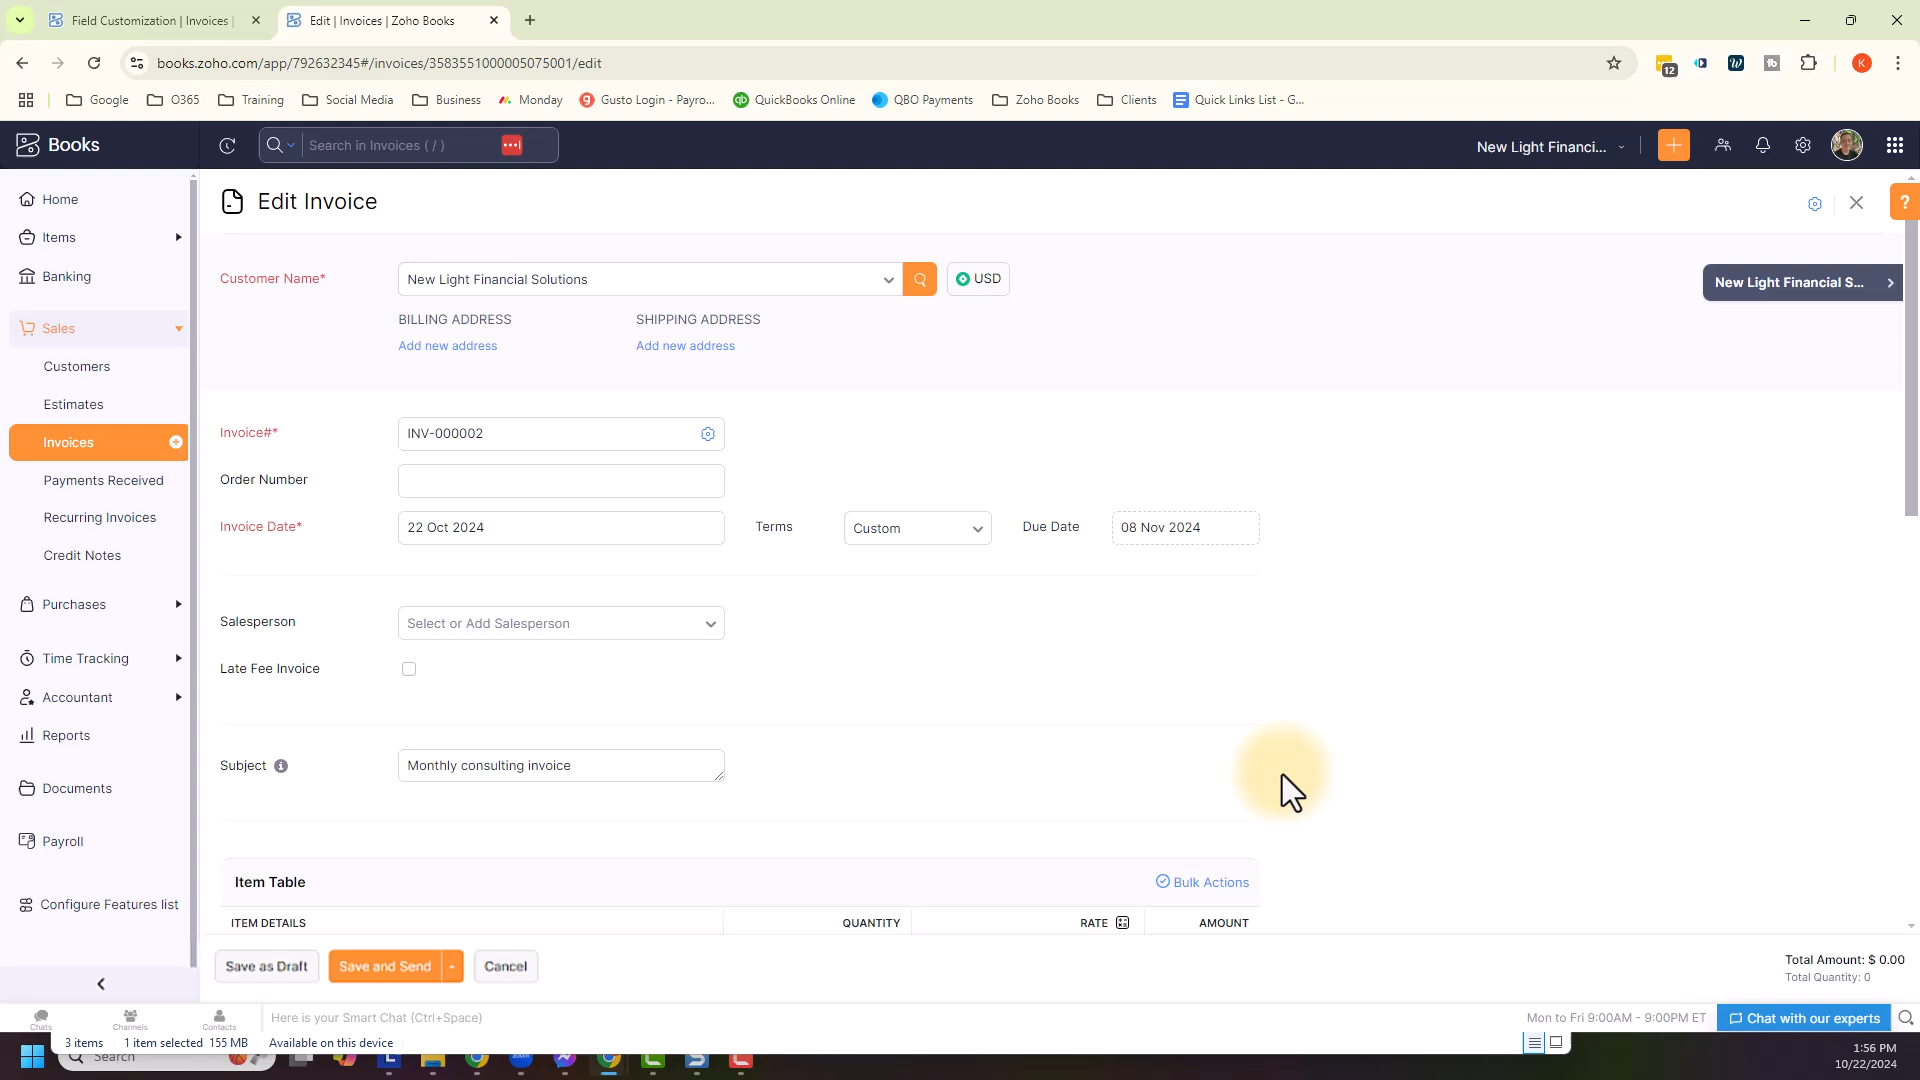 Field Customization | Invoices |
Edit | Invoices | Zoho Books
books.zoho.com/app/792632345#/invoices/3583551000005075001/edit
12
K
Google
O365
Training
Social Media
Business
Monday
Gusto Login - Payro...
QuickBooks Online
QBO Payments
Zoho Books
Clients
Quick Links List - G...
Books
Search in Invoices ( / )
New Light Financi...
Home
Items
Banking
Sales
Customers
Estimates
Invoices
Payments Received
Recurring Invoices
Credit Notes
Purchases
Time Tracking
Accountant
Reports
Documents
Payroll
Configure Features list
Edit Invoice
?
Customer Name*
New Light Financial Solutions
USD
New Light Financial S...
BILLING ADDRESS
SHIPPING ADDRESS
Add new address
Add new address
Invoice#*
INV-000002
Order Number
Invoice Date*
22 Oct 2024
Terms
Custom
Due Date
08 Nov 2024
Salesperson
Select or Add Salesperson
Late Fee Invoice
Subject
Monthly consulting invoice
Item Table
Bulk Actions
ITEM DETAILS
QUANTITY
RATE
AMOUNT
Save as Draft
Save and Send
Cancel
Total Amount: $ 0.00
Total Quantity: 0
Chats
Channels
Contacts
Here is your Smart Chat (Ctrl+Space)
Mon to Fri 9:00AM - 9:00PM ET
Chat with our experts
3 items
1 item selected 155 MB
Available on this device
Search
zoom
1:56 PM
10/22/2024